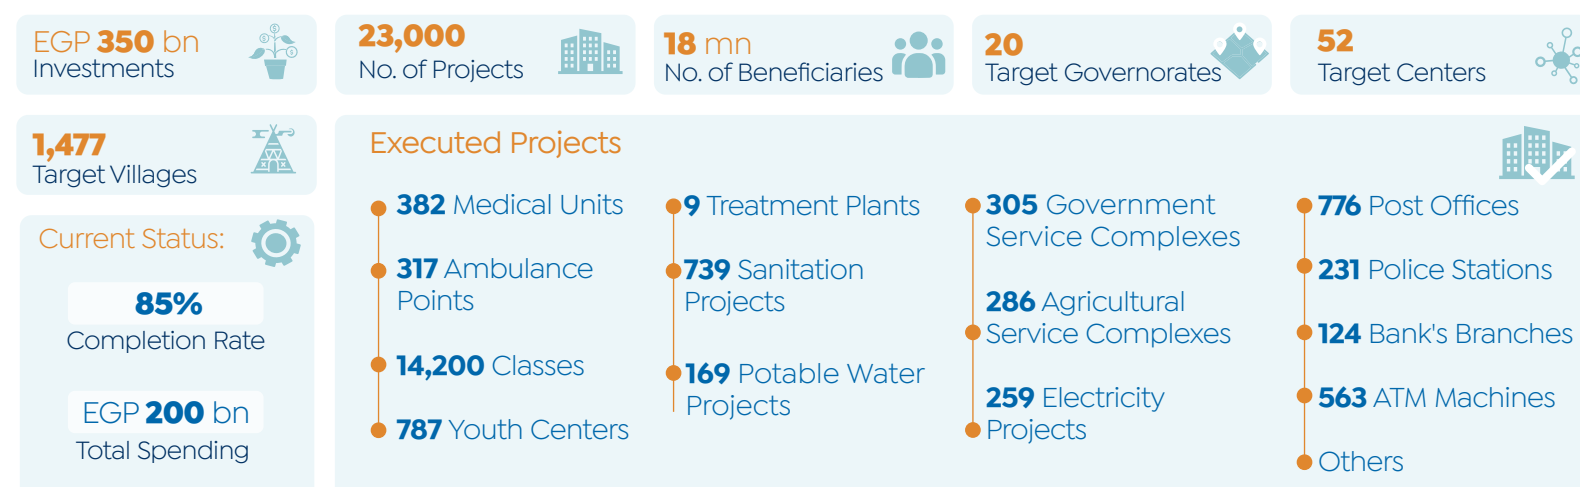 EGP 350 bn
Investments
23,000
No. of Projects
18 mn
No. of Beneficiaries
20
Target Governorates
52
Target Centers
1,477
Target Villages
Current Status:
85%
Completion Rate
EGP 200 bn
Total Spending
Executed Projects
382 Medical Units
317 Ambulance
Points
14,200 Classes
787 Youth Centers
9 Treatment Plants
739 Sanitation
Projects
169 Potable Water
Projects
305 Government
Service Complexes
286 Agricultural
Service Complexes
259 Electricity
Projects
776 Post Offices
231 Police Stations
124 Bank's Branches
563 ATM Machines
Others